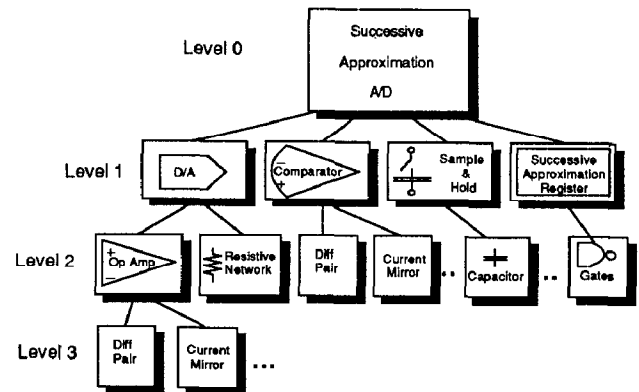 Level 0
Successive
Approximation
A/D
Level 1
D/A
Comparator
Sample
&
Hold
Successive
Approximation
Register
Level 2
Op Amp
Resistive
Network
Diff
Pair
Current
Mirror
..
Capacitor
..
Gates
Level 3
Diff
Pair
Current
Mirror
...